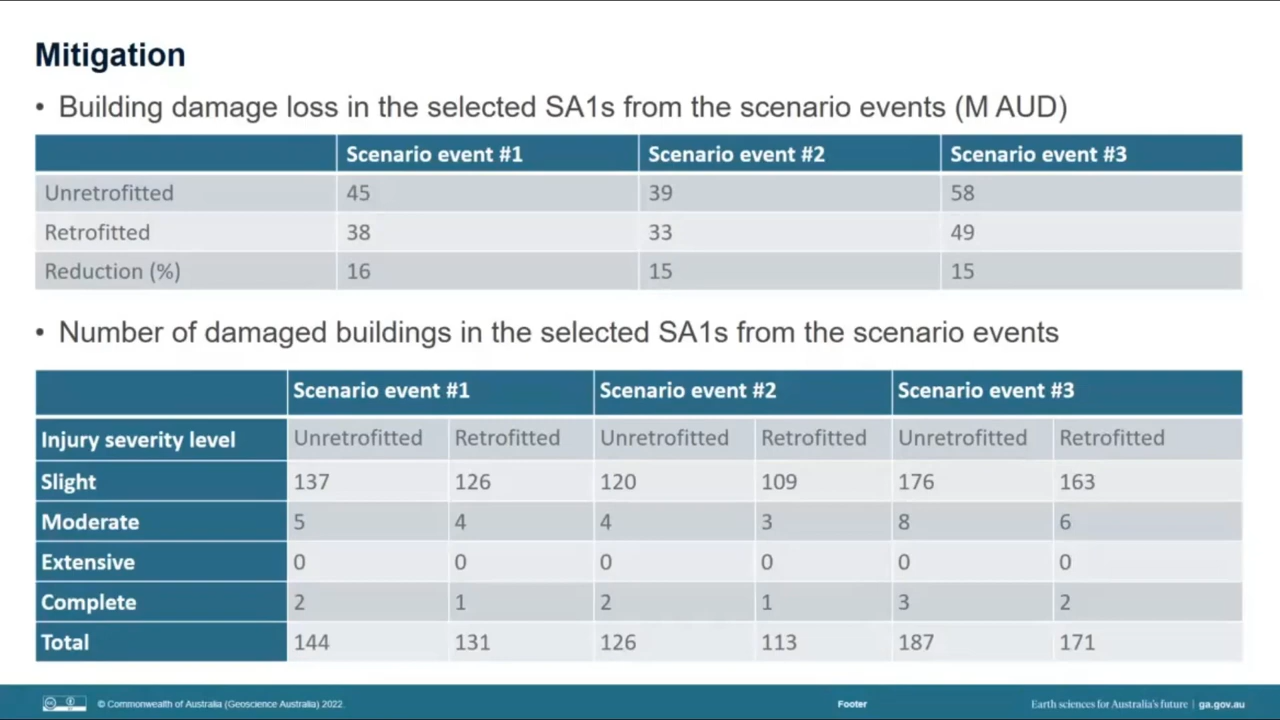 Mitigation
• Building damage loss in the selected SA1s from the scenario events (M AUD)
Scenario event #1 Scenario event #2 Scenario event #3
Unretrofitted 45 39 58
Retrofitted 38 33 49
Reduction (%) 16 15 15
• Number of damaged buildings in the selected SA1s from the scenario events
Scenario event #1 Scenario event #2 Scenario event #3
Injury severity level Unretrofitted Retrofitted Unretrofitted Retrofitted Unretrofitted Retrofitted
Slight 137 126 120 109 176 163
Moderate 5 4 4 3 8 6
Extensive 0 0 0 0 0 0
Complete 2 1 2 1 3 2
Total 144 131 126 113 187 171
© Commonwealth of Australia (Geoscience Australia) 2022. Footer Earth sciences for Australia's future | ga.gov.au